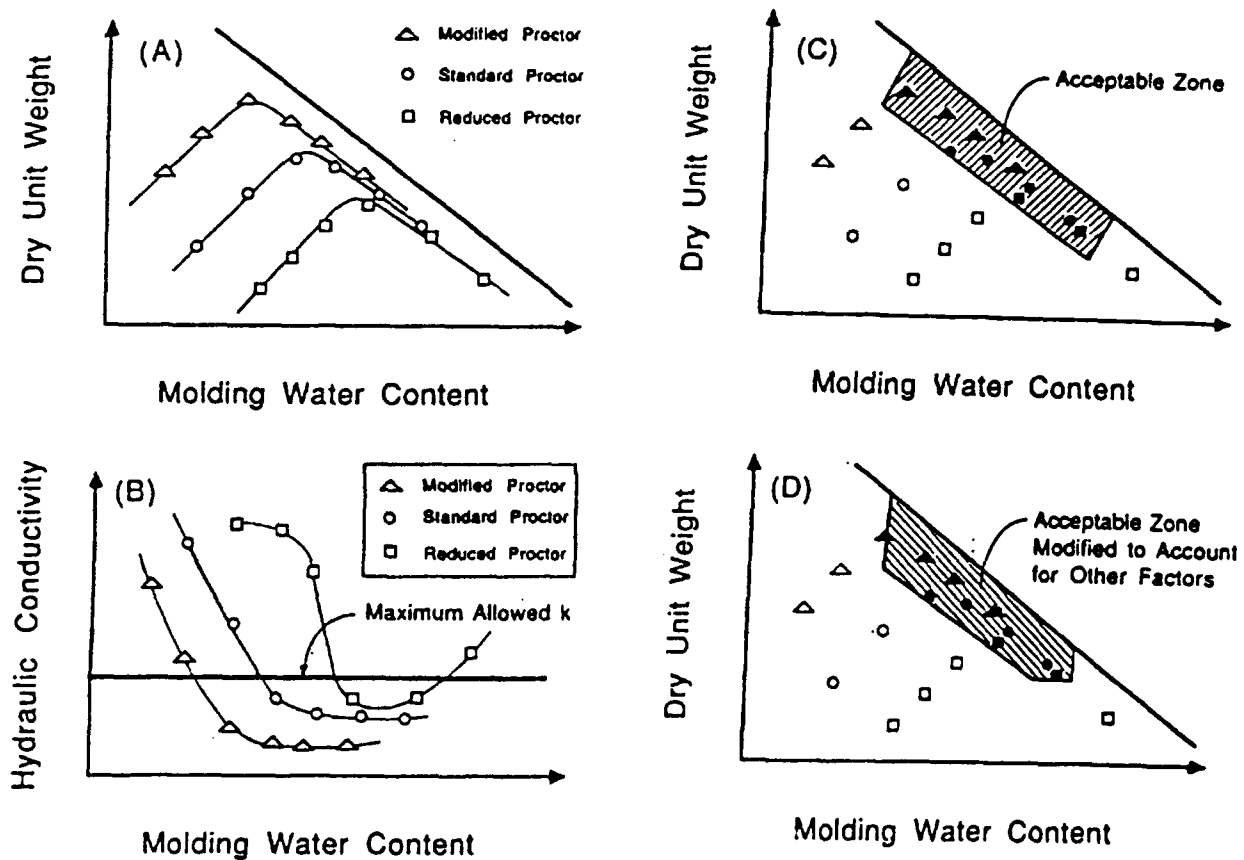 (A)
Modified Proctor
Standard Proctor
Reduced Proctor
Dry Unit Weight
Molding Water Content
(B)
Modified Proctor
Standard Proctor
Reduced Proctor
Maximum Allowed k
Hydraulic Conductivity
Molding Water Content
(C)
Acceptable Zone
Dry Unit Weight
Molding Water Content
(D)
Acceptable Zone
Modified to Account
for Other Factors
Dry Unit Weight
Molding Water Content